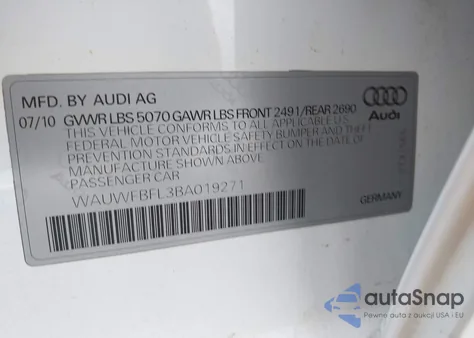 MFD. BY AUDI AG
07/10 GVWR LBS 5070 GAWR LBS FRONT 2491/REAR 2690
THIS VEHICLE CONFORMS TO ALL APPLICABLE U.S.
FEDERAL MOTOR VEHICLE SAFETY BUMPER AND THEFT
PREVENTION STANDARDS IN EFFECT ON THE DATE OF
MANUFACTURE SHOWN ABOVE
PASSENGER CAR
WAUWFBFL3BA019271
Audi
GERMANY
autaSnap
Pewne auta z aukcji USA i EU